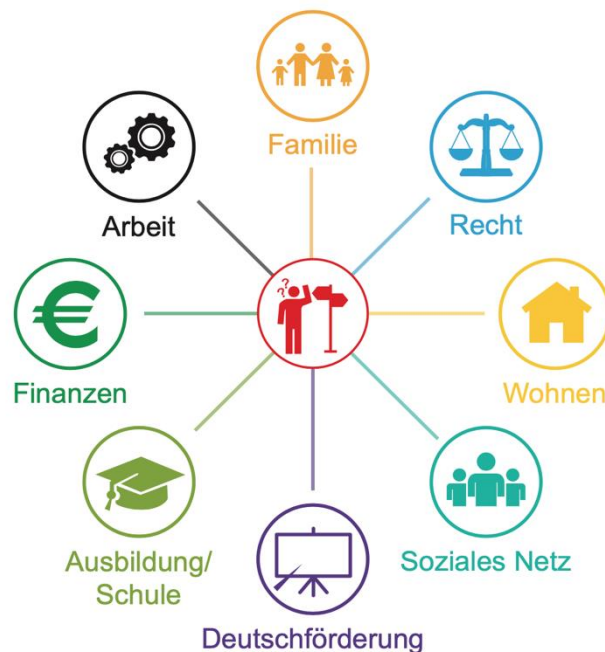 Familie
Arbeit
Recht
Finanzen
Wohnen
Ausbildung/
Schule
Soziales Netz
Deutschförderung
???